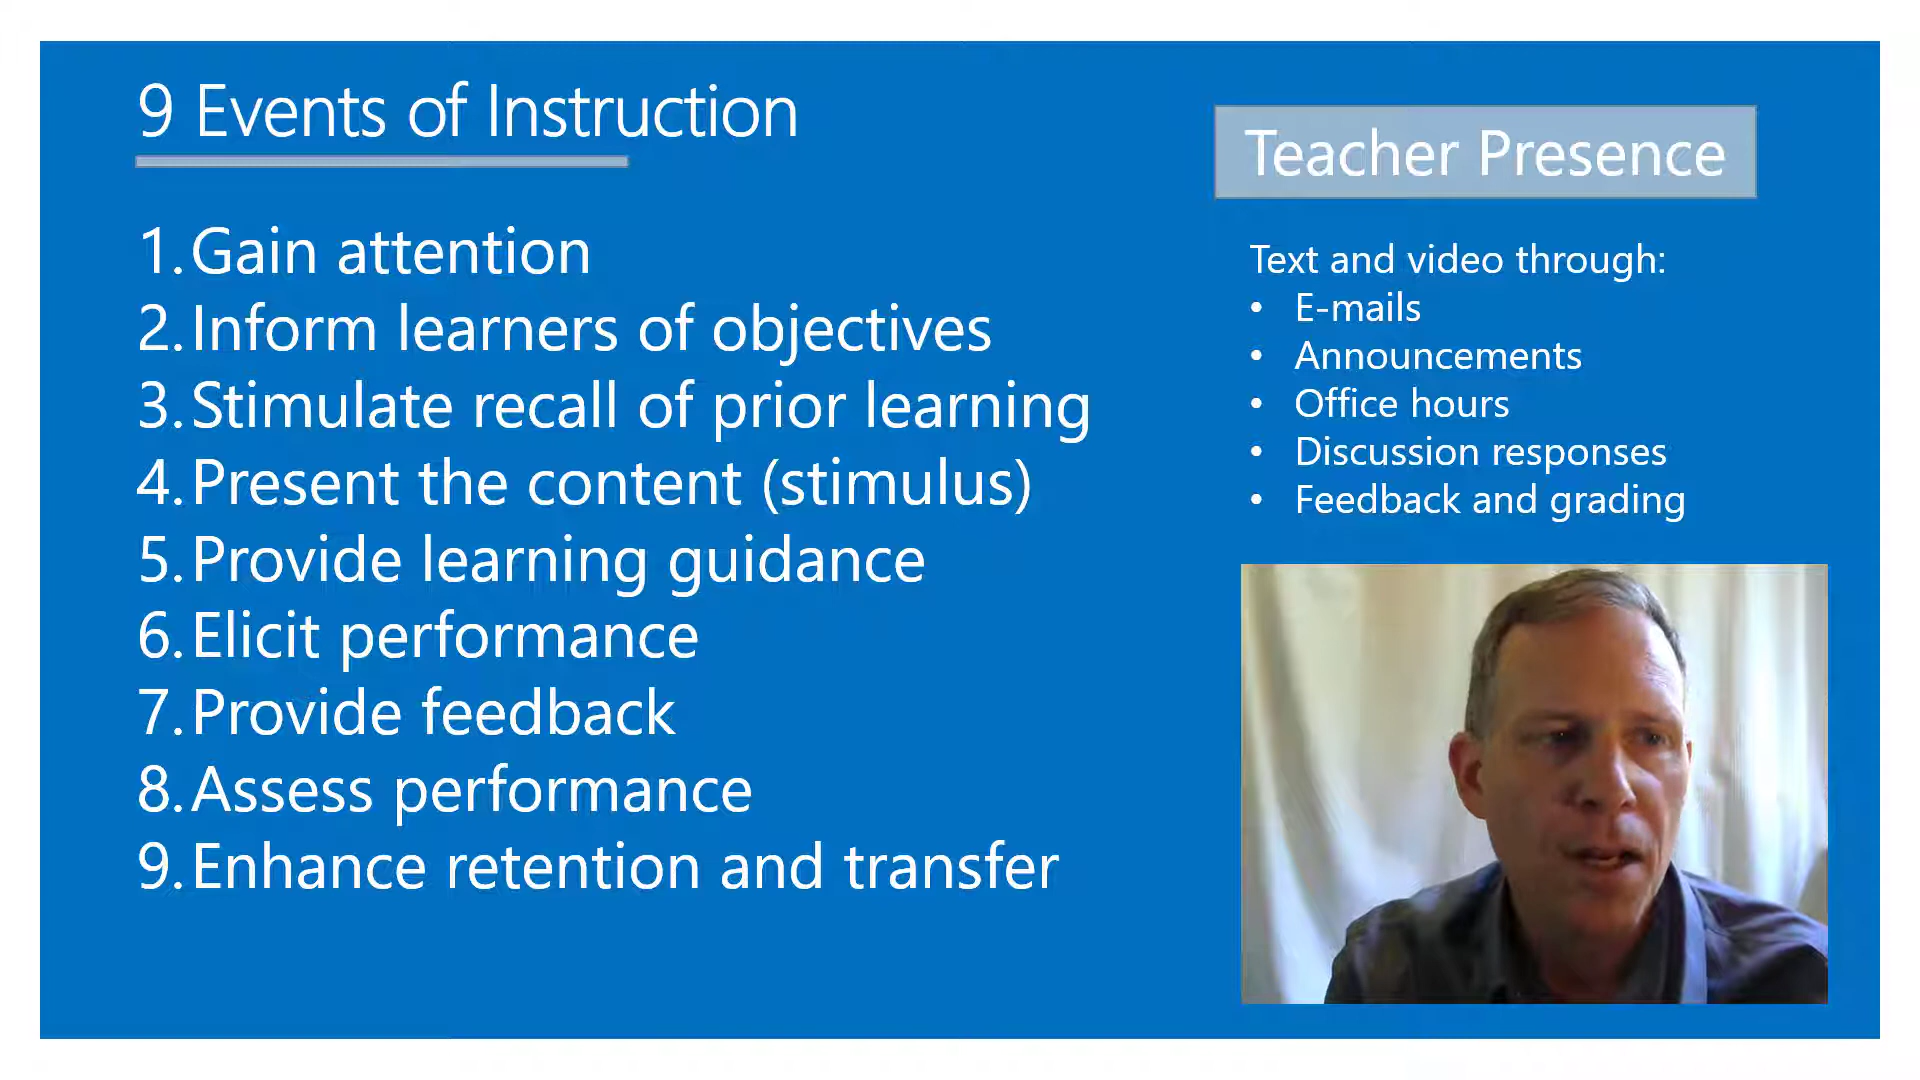 9 Events of Instruction
1. Gain attention
2. Inform learners of objectives
3. Stimulate recall of prior learning
4. Present the content (stimulus)
5. Provide learning guidance
6. Elicit performance
7. Provide feedback
8. Assess performance
9. Enhance retention and transfer
Teacher Presence
Text and video through:
• E-mails
• Announcements
• Office hours
• Discussion responses
• Feedback and grading